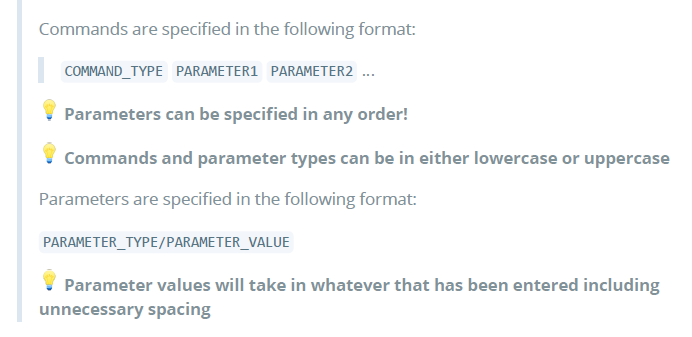 Commands are specified in the following format:
COMMAND_TYPE PARAMETER1 PARAMETER2 ...
Parameters can be specified in any order!
Commands and parameter types can be in either lowercase or uppercase
Parameters are specified in the following format:
PARAMETER_TYPE/PARAMETER_VALUE
Parameter values will take in whatever that has been entered including
unnecessary spacing